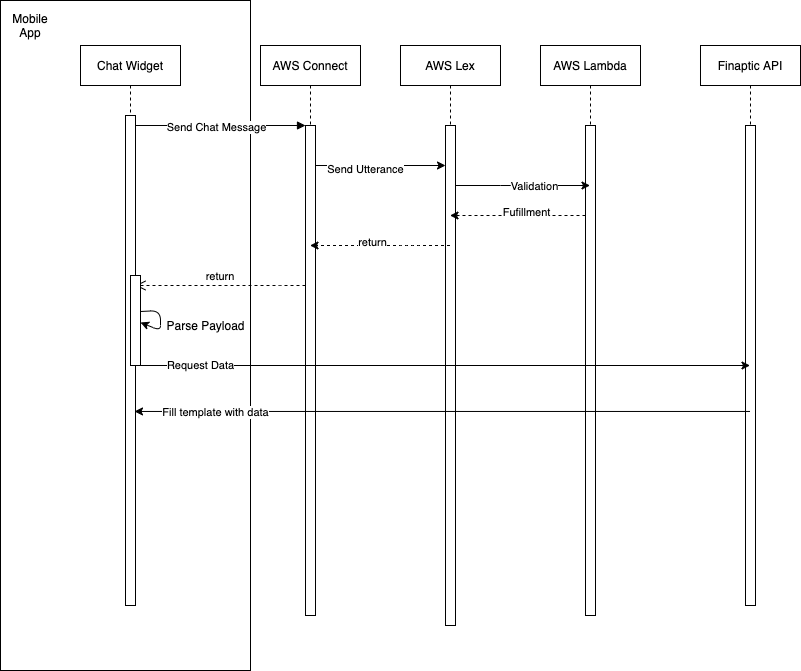 Mobile
App
Chat Widget
AWS Connect
AWS Lex
AWS Lambda
Finaptic API
Send Chat Message
Send Utterance
Validation
Fufillment
return
return
Parse Payload
Request Data
Fill template with data